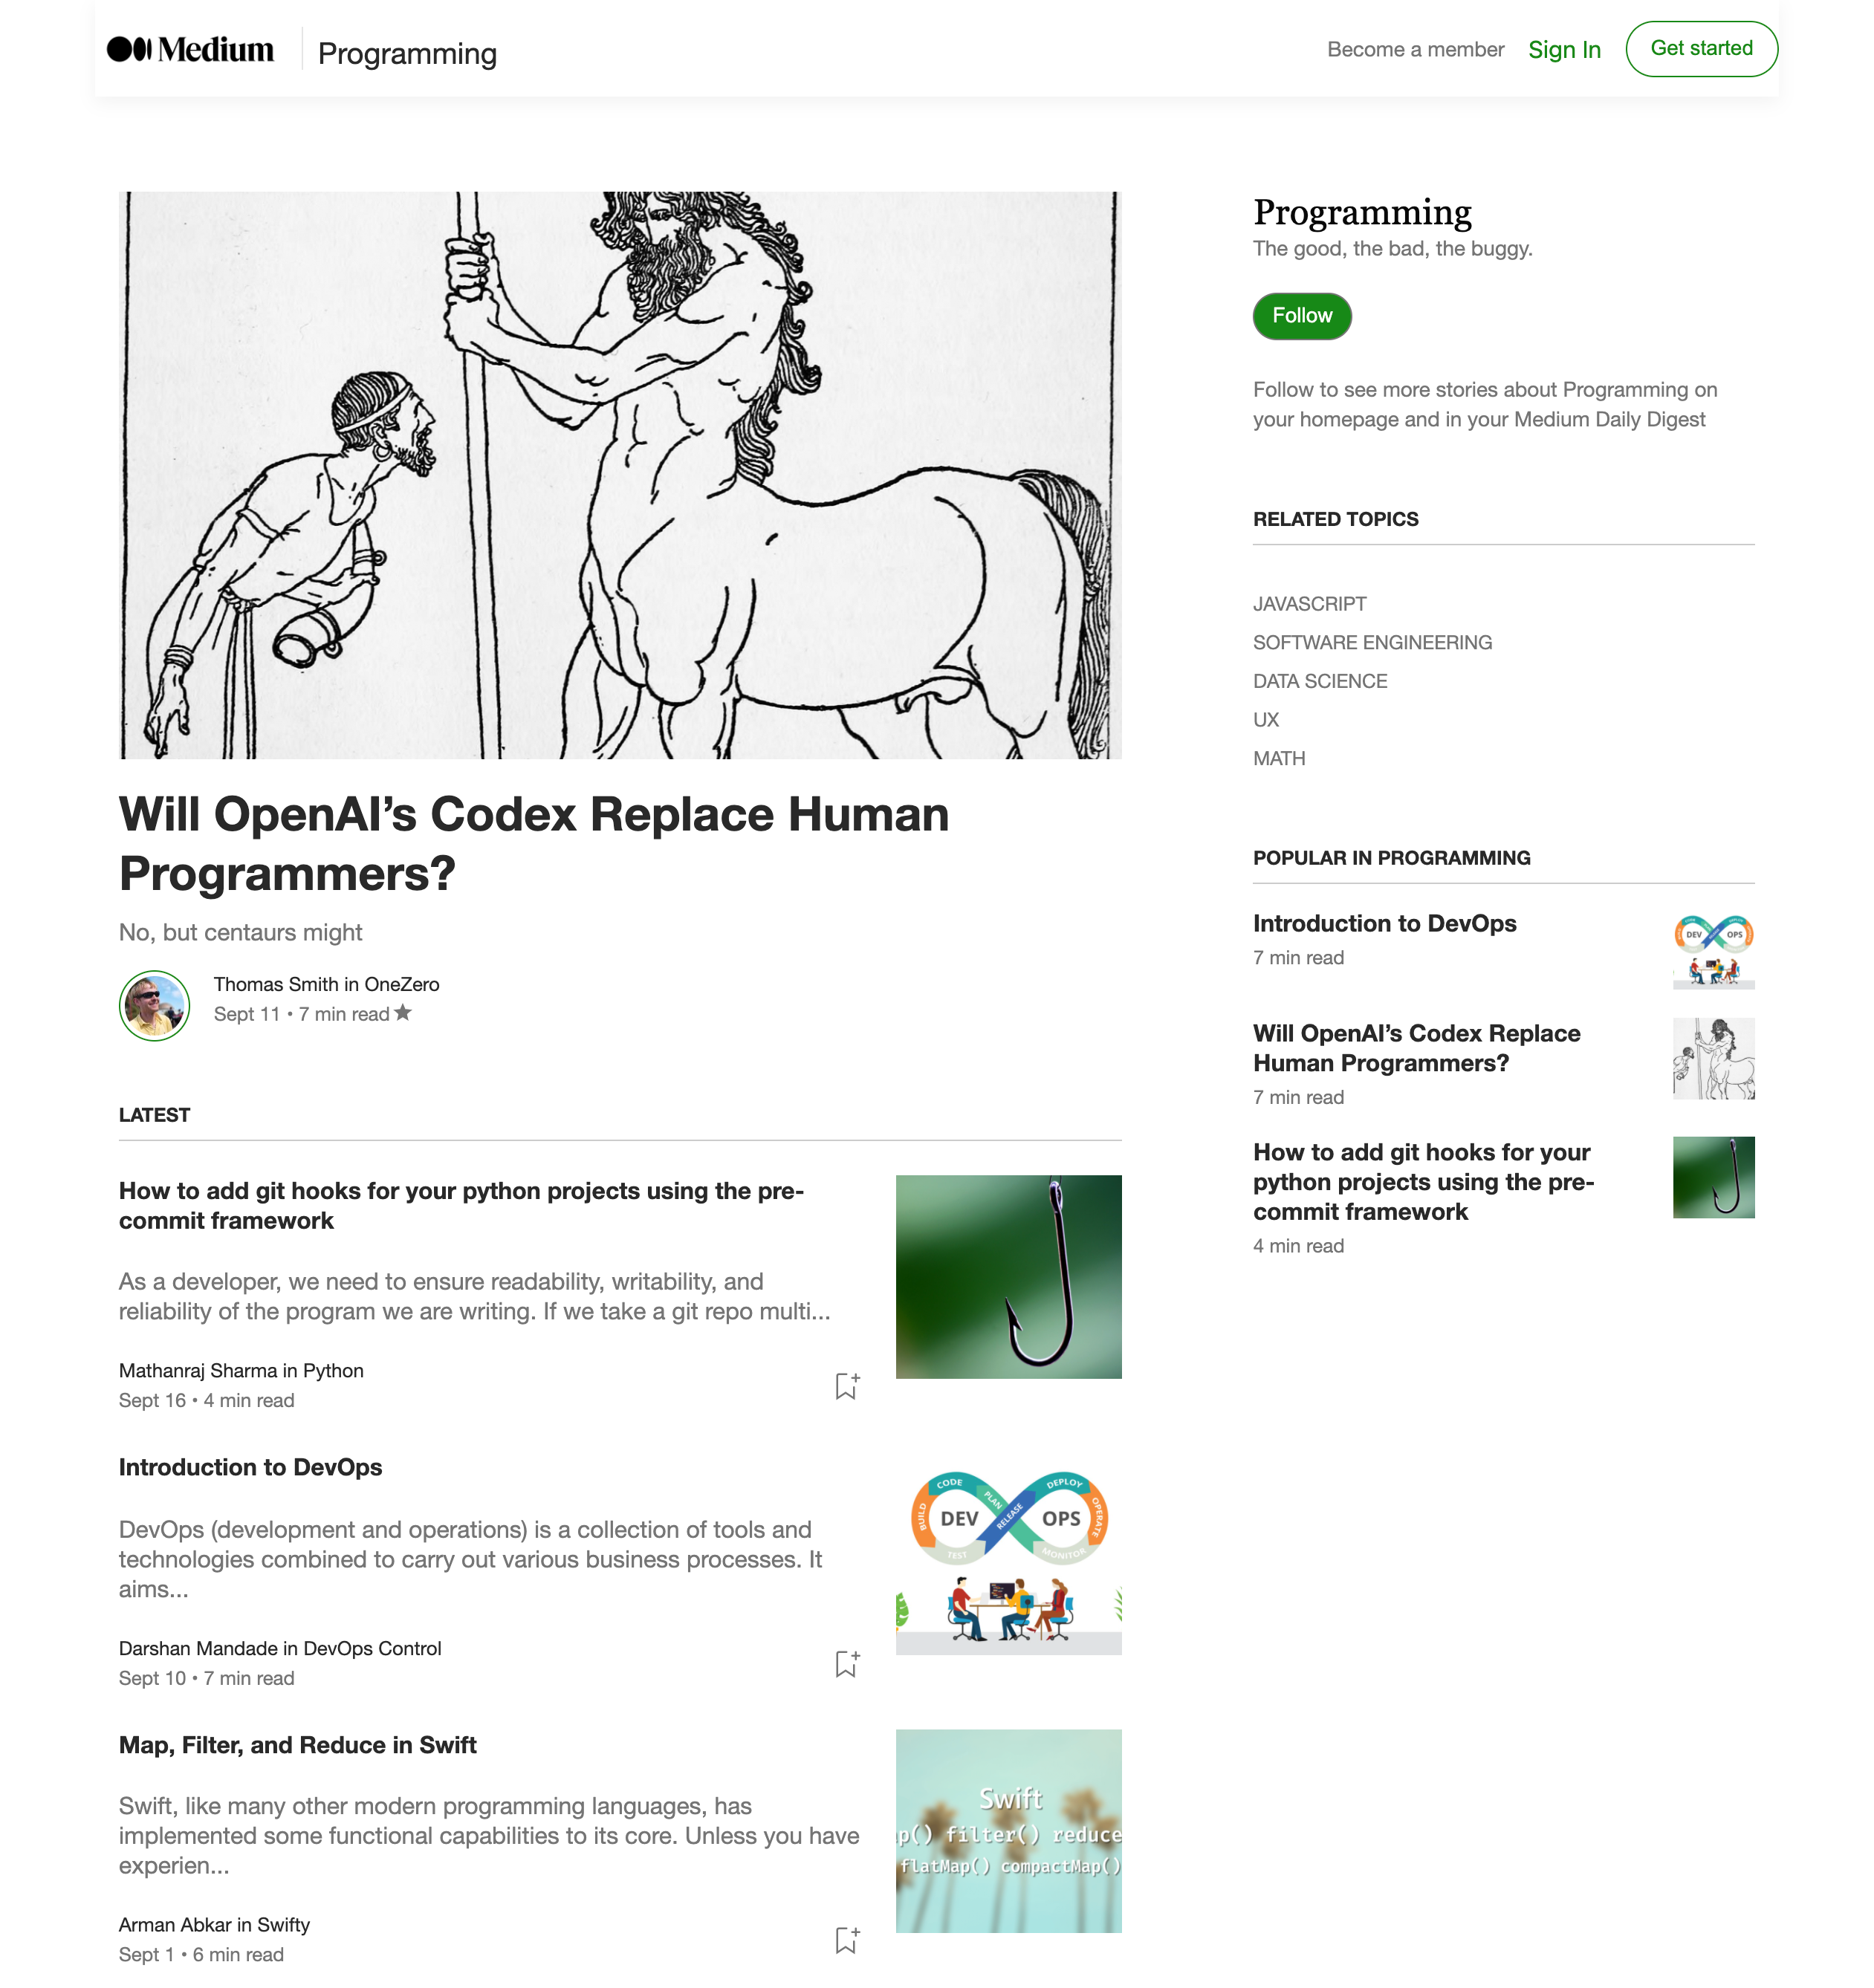 Medium
Programming
Become a member
Sign In
Get started
Will OpenAI’s Codex Replace Human
Programmers?
No, but centaurs might
Thomas Smith in OneZero
Sept 11 • 7 min read
LATEST
How to add git hooks for your python projects using the pre-
commit framework
As a developer, we need to ensure readability, writability, and
reliability of the program we are writing. If we take a git repo multi...
Mathanraj Sharma in Python
Sept 16 • 4 min read
Introduction to DevOps
DevOps (development and operations) is a collection of tools and
technologies combined to carry out various business processes. It
aims...
Darshan Mandade in DevOps Control
Sept 10 • 7 min read
CODE
DEPLOY
BUILD
PLAN
RELEASE
OPERATE
DEV
OPS
TEST
MONITOR
Map, Filter, and Reduce in Swift
Swift, like many other modern programming languages, has
implemented some functional capabilities to its core. Unless you have
experien...
Arman Abkar in Swifty
Sept 1 • 6 min read
Swift
p() filter() reduce
flatMap() compactMap()
Programming
The good, the bad, the buggy.
Follow
Follow to see more stories about Programming on
your homepage and in your Medium Daily Digest
RELATED TOPICS
JAVASCRIPT
SOFTWARE ENGINEERING
DATA SCIENCE
UX
MATH
POPULAR IN PROGRAMMING
Introduction to DevOps
7 min read
DEV
OPS
Will OpenAI’s Codex Replace
Human Programmers?
7 min read
How to add git hooks for your
python projects using the pre-
commit framework
4 min read